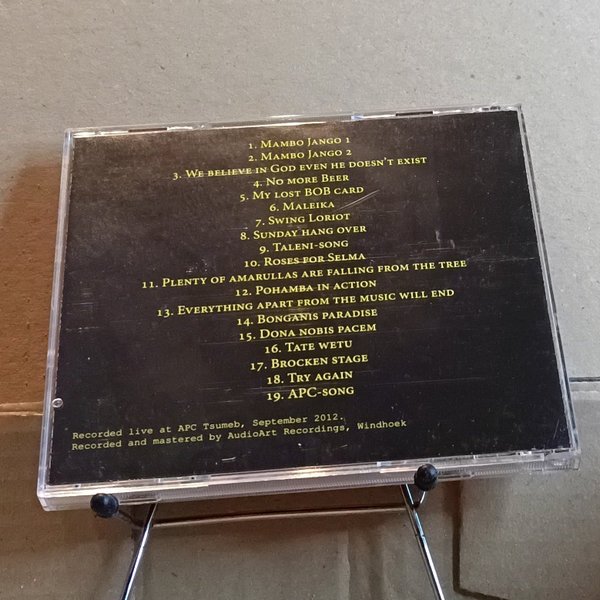 1. Mambo Jango 1
2. Mambo Jango 2
3. We believe in God even he doesn't exist
4. No more Beer
5. My lost BOB card
6. Maleika
7. Swing Loriot
8. Sunday hang over
9. Taleni-song
10. Roses for Selma
11. Plenty of amarullas are falling from the tree
12. Pohamba in action
13. Everything apart from the music will end
14. Bonganis paradise
15. Dona nobis pacem
16. Tate wetu
17. Brocken stage
18. Try again
19. APC-song
Recorded live at APC Tsumeb, September 2012.
Recorded and mastered by AudioArt Recordings, Windhoek